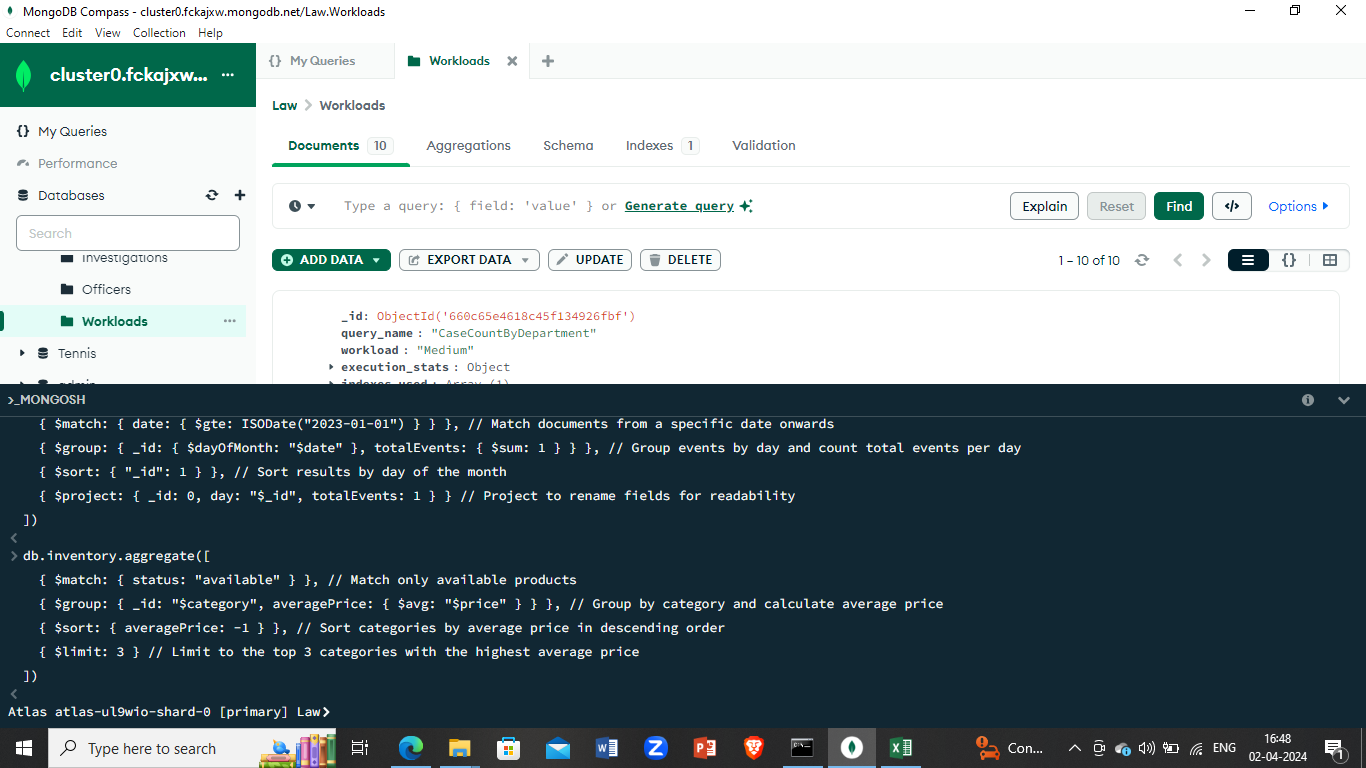 MongoDB Compass - cluster0.fckajxw.mongodb.net/Law.Workloads
Connect Edit View Collection Help
cluster0.fckajxw... ...
{} My Queries
Workloads
My Queries
Performance
Databases
Search
Investigations
Officers
Workloads ...
Tennis
admin
Law > Workloads
Documents 10 Aggregations Schema Indexes 1 Validation
Type a query: { field: 'value' } or Generate query
Explain Reset Find </> Options
ADD DATA EXPORT DATA UPDATE DELETE
1 – 10 of 10
{}
_id: ObjectId('660c65e4618c45f134926fbf')
query_name : "CaseCountByDepartment"
workload : "Medium"
execution_stats : Object
indexes_used : Array (1)
>_MONGOSH
{ $match: { date: { $gte: ISODate("2023-01-01") } } }, // Match documents from a specific date onwards
{ $group: { _id: { $dayOfMonth: "$date" }, totalEvents: { $sum: 1 } } }, // Group events by day and count total events per day
{ $sort: { "_id": 1 } }, // Sort results by day of the month
{ $project: { _id: 0, day: "$_id", totalEvents: 1 } } // Project to rename fields for readability
])
<
> db.inventory.aggregate([
{ $match: { status: "available" } }, // Match only available products
{ $group: { _id: "$category", averagePrice: { $avg: "$price" } } }, // Group by category and calculate average price
{ $sort: { averagePrice: -1 } }, // Sort categories by average price in descending order
{ $limit: 3 } // Limit to the top 3 categories with the highest average price
])
<
Atlas atlas-ul9wio-shard-0 [primary] Law>
Type here to search
Con...
ENG
16:48
02-04-2024
1